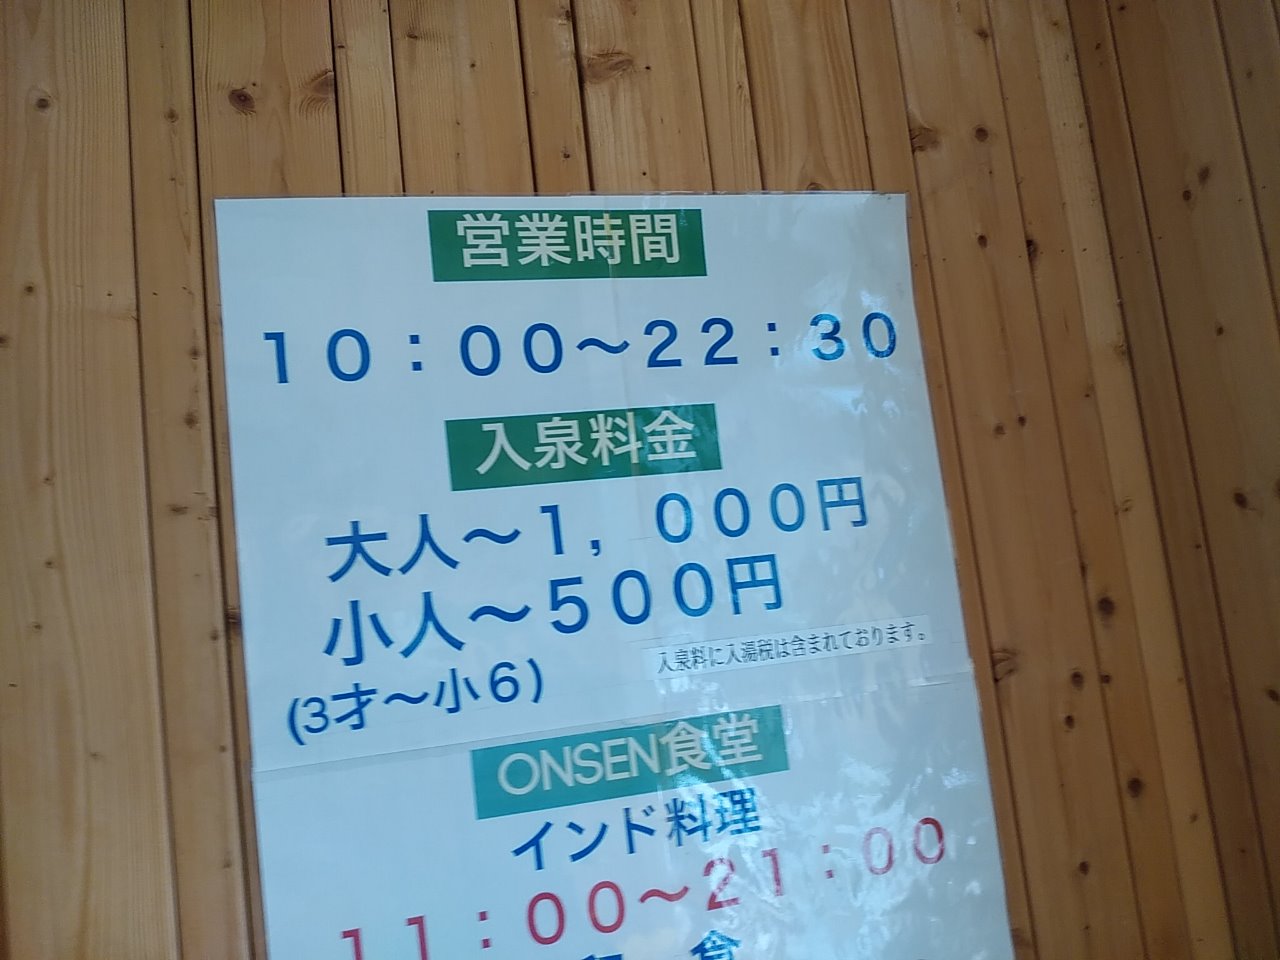 営業時間
10：00～22：30
入泉料金
大人～1，000円
小人～500円
(3才～小6)
入泉料に入湯税は含まれております。
ONSEN食堂
インド料理
11：00～21：00
食